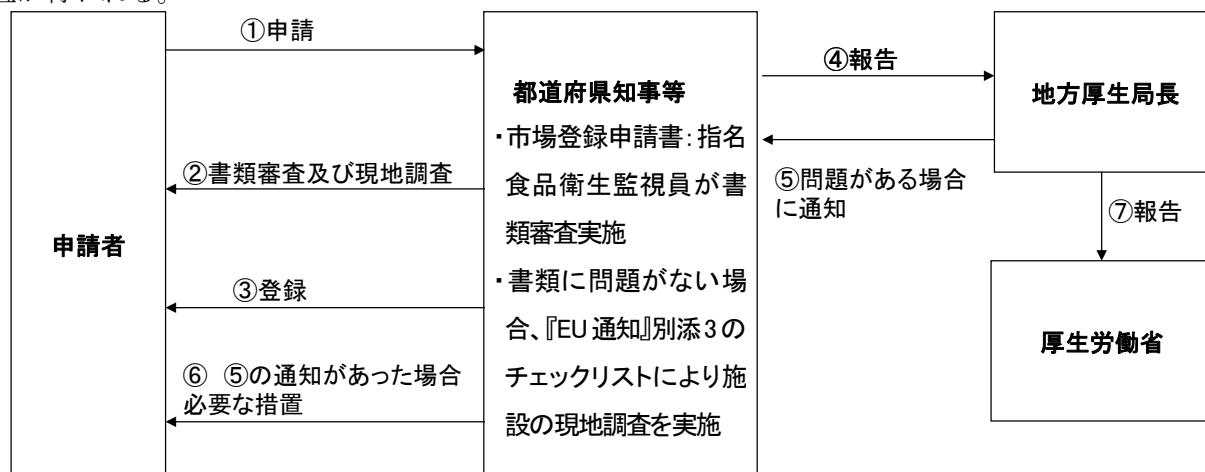 ①申請
②書類審査及び現地調査
申請者
③登録
⑥ ⑤の通知があった場合
必要な措置
都道府県知事等
・市場登録申請書：指名
食品衛生監視員が書
類審査実施
・書類に問題がない場
合、『EU通知』別添3の
チェックリストにより施
設の現地調査を実施
④報告
⑤問題がある場合
に通知
地方厚生局長
⑦報告
厚生労働省